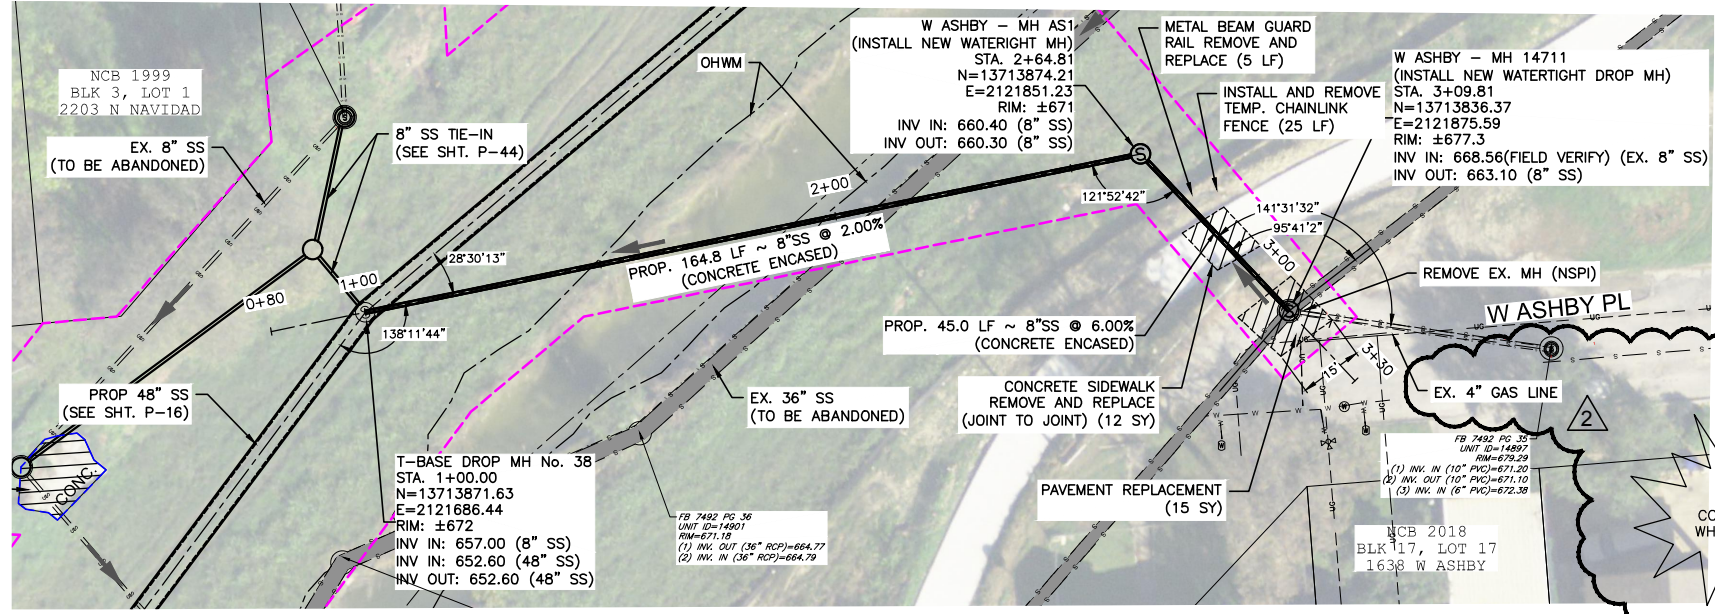 NCB 1999
BLK 3, LOT 1
2203 N NAVIDAD
EX. 8" SS
(TO BE ABANDONED)
8" SS TIE-IN
(SEE SHT. P-44)
OHWM
W ASHBY - MH AS1
(INSTALL NEW WATERIGHT MH)
STA. 2+64.81
N=13713874.21
E=2121851.23
RIM: ±671
INV IN: 660.40 (8" SS)
INV OUT: 660.30 (8" SS)
METAL BEAM GUARD
RAIL REMOVE AND
REPLACE (5 LF)
INSTALL AND REMOVE
TEMP. CHAINLINK
FENCE (25 LF)
W ASHBY - MH 14711
(INSTALL NEW WATERTIGHT DROP MH)
STA. 3+09.81
N=13713836.37
E=2121875.59
RIM: ±677.3
INV IN: 668.56(FIELD VERIFY) (EX. 8" SS)
INV OUT: 663.10 (8" SS)
2+00
121°52'42"
141°31'32"
95°41'2"
3+00
28°30'13"
PROP. 164.8 LF ~ 8"SS @ 2.00%
(CONCRETE ENCASED)
0+80
1+00
138°11'44"
REMOVE EX. MH (NSPI)
W ASHBY PL
PROP. 45.0 LF ~ 8"SS @ 6.00%
(CONCRETE ENCASED)
3+30
15'
EX. 4" GAS LINE
PROP 48" SS
(SEE SHT. P-16)
EX. 36" SS
(TO BE ABANDONED)
CONCRETE SIDEWALK
REMOVE AND REPLACE
(JOINT TO JOINT) (12 SY)
2
FB 7492 PG 35
UNIT ID=14897
RIM=679.29
(1) INV. IN (10" PVC)=671.20
(2) INV. OUT (10" PVC)=671.10
(3) INV. IN (6" PVC)=672.38
CONC.
T-BASE DROP MH No. 38
STA. 1+00.00
N=13713871.63
E=2121686.44
RIM: ±672
INV IN: 657.00 (8" SS)
INV IN: 652.60 (48" SS)
INV OUT: 652.60 (48" SS)
FB 7492 PG 36
UNIT ID=14901
RIM=671.18
(1) INV. OUT (36" RCP)=664.77
(2) INV. IN (36" RCP)=664.79
PAVEMENT REPLACEMENT
(15 SY)
NCB 2018
BLK 17, LOT 17
1638 W ASHBY
CO
WH